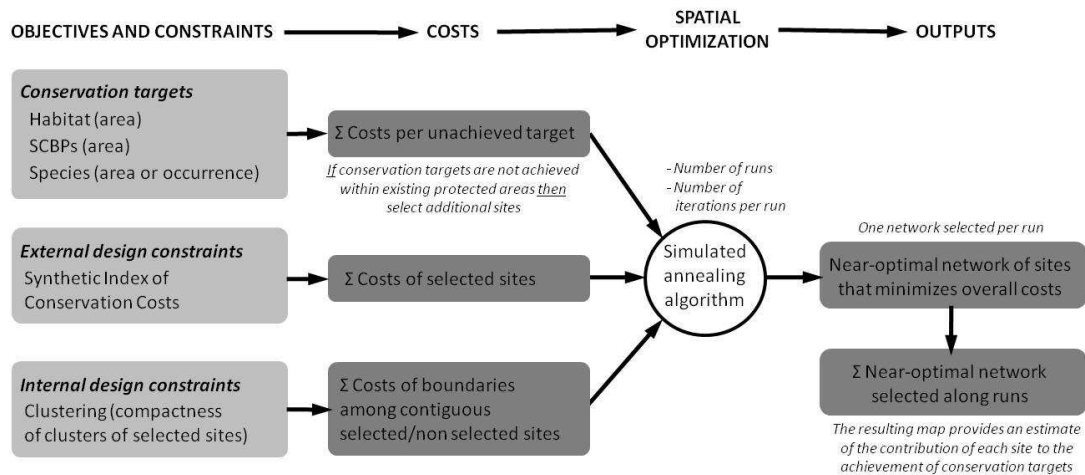 OBJECTIVES AND CONSTRAINTS
COSTS
SPATIAL
OPTIMIZATION
OUTPUTS
Conservation targets
Habitat (area)
SCBPs (area)
Species (area or occurrence)
Σ Costs per unachieved target
If conservation targets are not achieved
within existing protected areas then
select additional sites
External design constraints
Synthetic Index of
Conservation Costs
Σ Costs of selected sites
Internal design constraints
Clustering (compactness
of clusters of selected sites)
Σ Costs of boundaries
among contiguous
selected/non selected sites
- Number of runs
- Number of
iterations per run
Simulated
annealing
algorithm
One network selected per run
Near-optimal network of sites
that minimizes overall costs
Σ Near-optimal network
selected along runs
The resulting map provides an estimate
of the contribution of each site to the
achievement of conservation targets